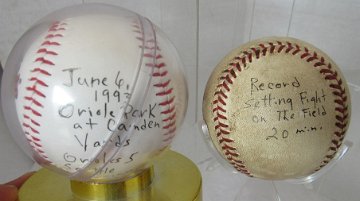 June 6,
1993
Oriole Park
at Camden
Yards
Orioles 5
Record
Setting Fight
on The Field
20 min.